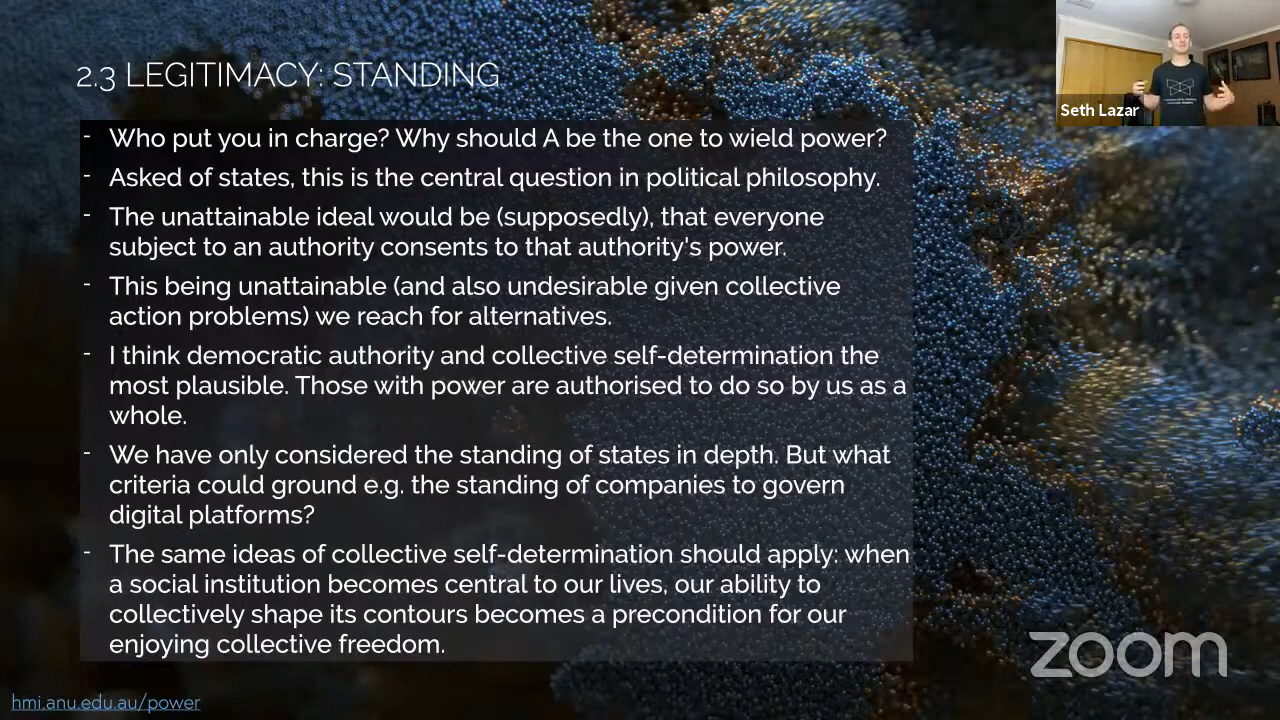 2.3 LEGITIMACY: STANDING
Seth Lazar
- Who put you in charge? Why should A be the one to wield power?
- Asked of states, this is the central question in political philosophy.
- The unattainable ideal would be (supposedly), that everyone
subject to an authority consents to that authority's power.
- This being unattainable (and also undesirable given collective
action problems) we reach for alternatives.
- I think democratic authority and collective self-determination the
most plausible. Those with power are authorised to do so by us as a
whole.
- We have only considered the standing of states in depth. But what
criteria could ground e.g. the standing of companies to govern
digital platforms?
- The same ideas of collective self-determination should apply: when
a social institution becomes central to our lives, our ability to
collectively shape its contours becomes a precondition for our
enjoying collective freedom.
zoom
hmi.anu.edu.au/power